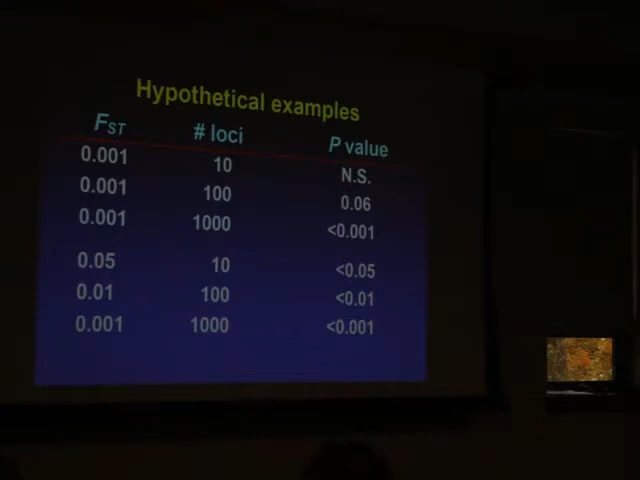 Hypothetical examples
FST # loci P value
0.001 10 N.S.
0.001 100 0.06
0.001 1000 <0.001
0.05 10 <0.05
0.01 100 <0.01
0.001 1000 <0.001